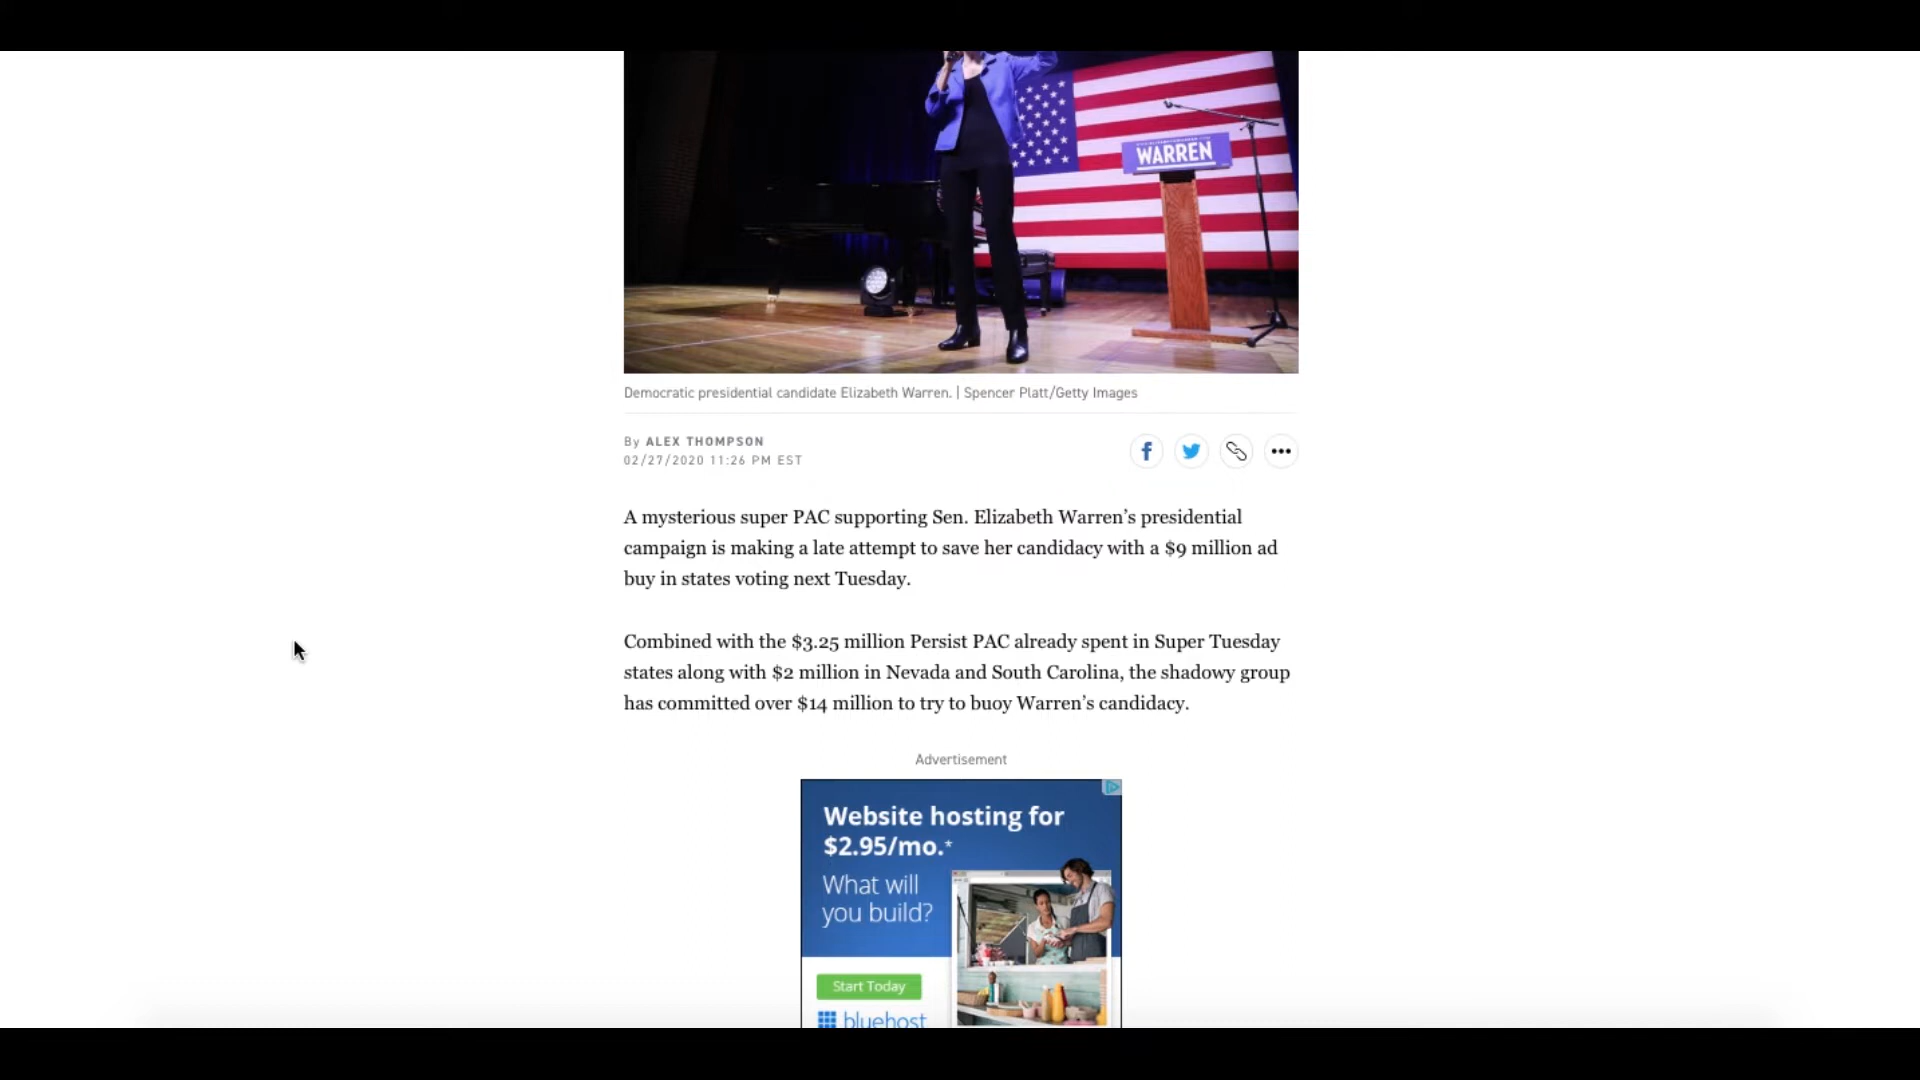 WARREN
Democratic presidential candidate Elizabeth Warren. | Spencer Platt/Getty Images
By ALEX THOMPSON
02/27/2020 11:26 PM EST
A mysterious super PAC supporting Sen. Elizabeth Warren’s presidential
campaign is making a late attempt to save her candidacy with a $9 million ad
buy in states voting next Tuesday.
Combined with the $3.25 million Persist PAC already spent in Super Tuesday
states along with $2 million in Nevada and South Carolina, the shadowy group
has committed over $14 million to try to buoy Warren’s candidacy.
Advertisement
Website hosting for
$2.95/mo.*
What will
you build?
Start Today
bluehost